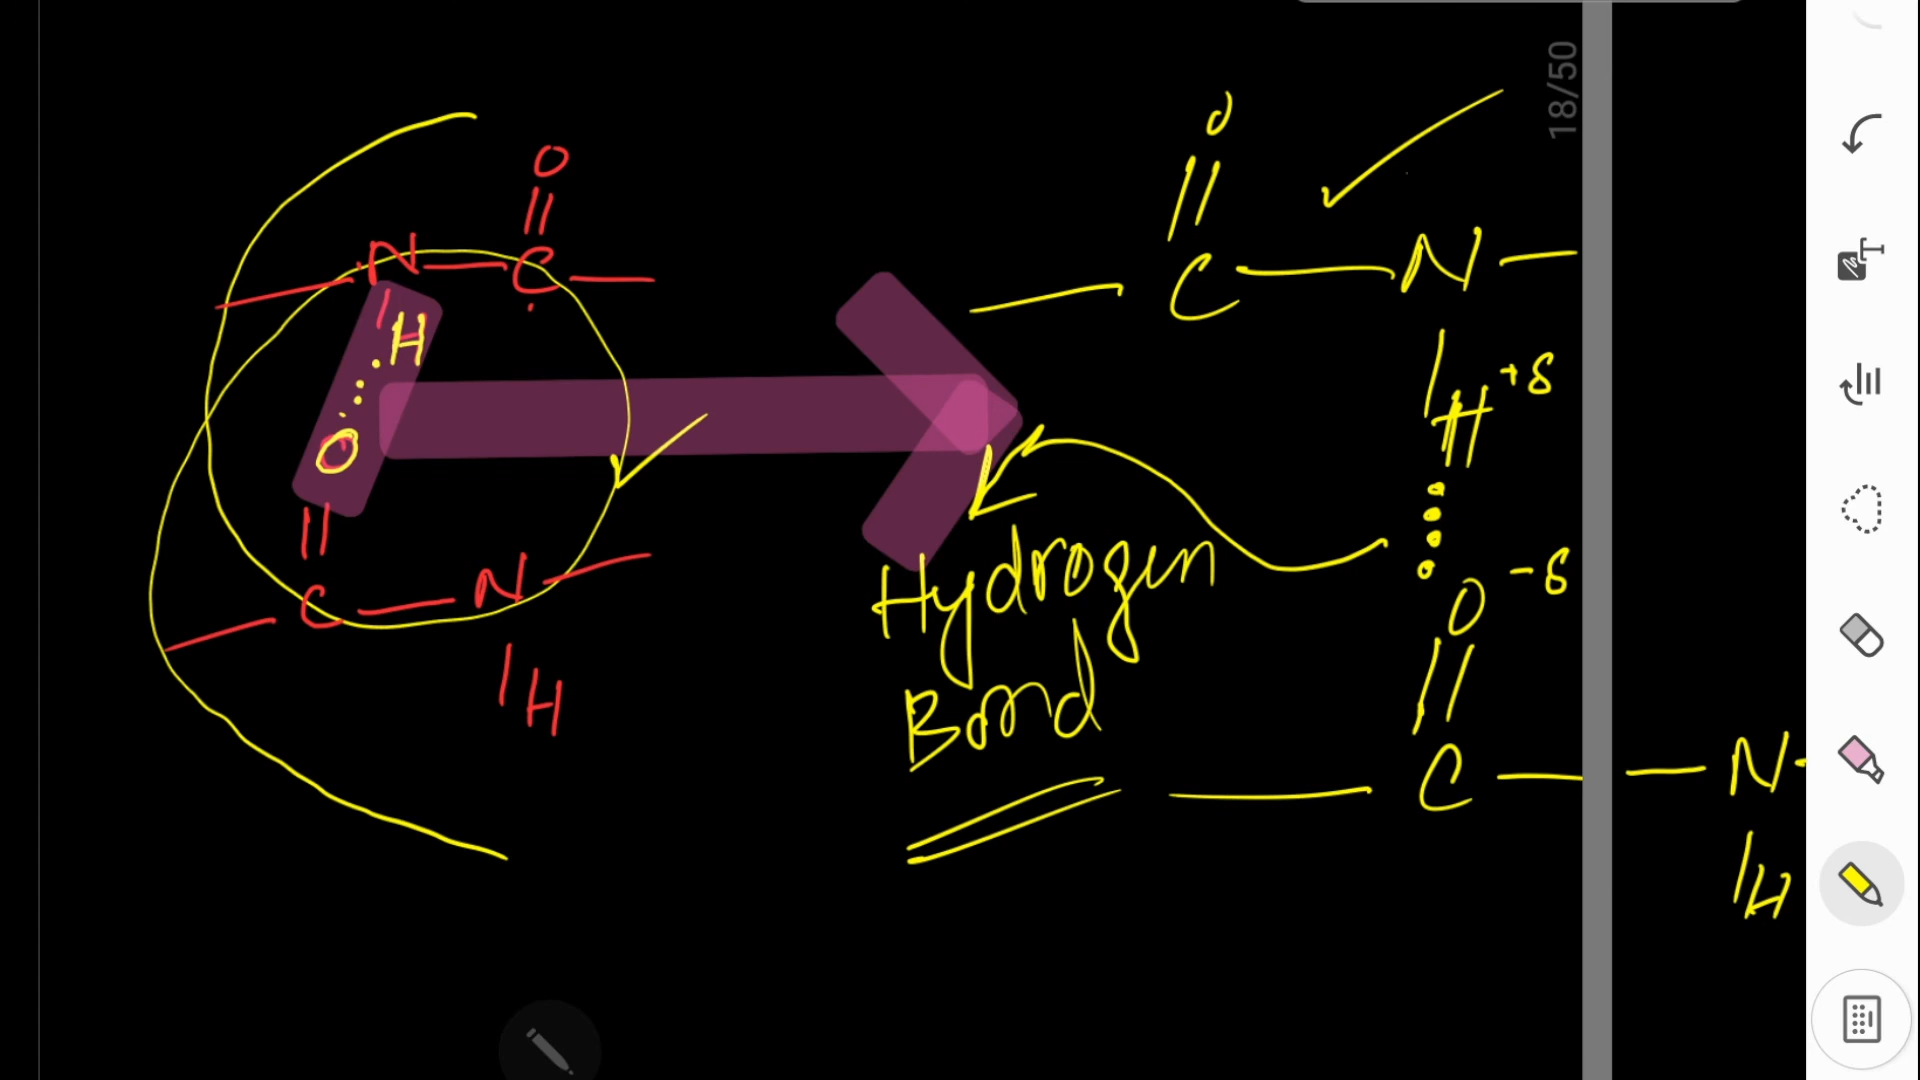 18/50
O
||
— N — C —
|
H
O
||
— C — N —
|
H
Hydrogen
Bond
O
||
— C — N —
|
H +δ
O -δ
||
— C — — N -
|
H